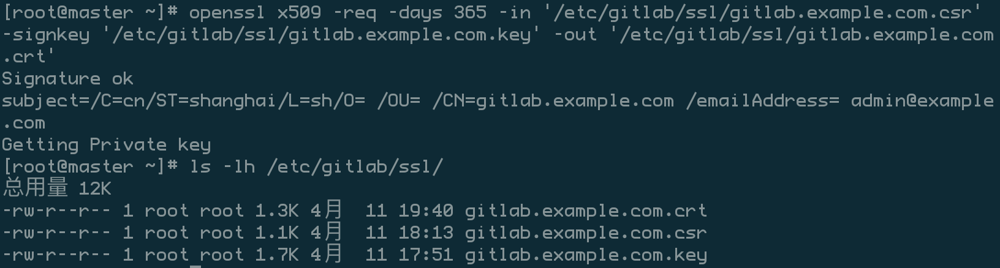 [root@master ~]# openssl x509 -req -days 365 -in '/etc/gitlab/ssl/gitlab.example.com.csr'
-signkey '/etc/gitlab/ssl/gitlab.example.com.key' -out '/etc/gitlab/ssl/gitlab.example.com
.crt'
Signature ok
subject=/C=cn/ST=shanghai/L=sh/O= /OU= /CN=gitlab.example.com /emailAddress= admin@example
.com
Getting Private key
[root@master ~]# ls -lh /etc/gitlab/ssl/
总用量 12K
-rw-r--r-- 1 root root 1.3K 4月  11 19:40 gitlab.example.com.crt
-rw-r--r-- 1 root root 1.1K 4月  11 18:13 gitlab.example.com.csr
-rw-r--r-- 1 root root 1.7K 4月  11 17:51 gitlab.example.com.key